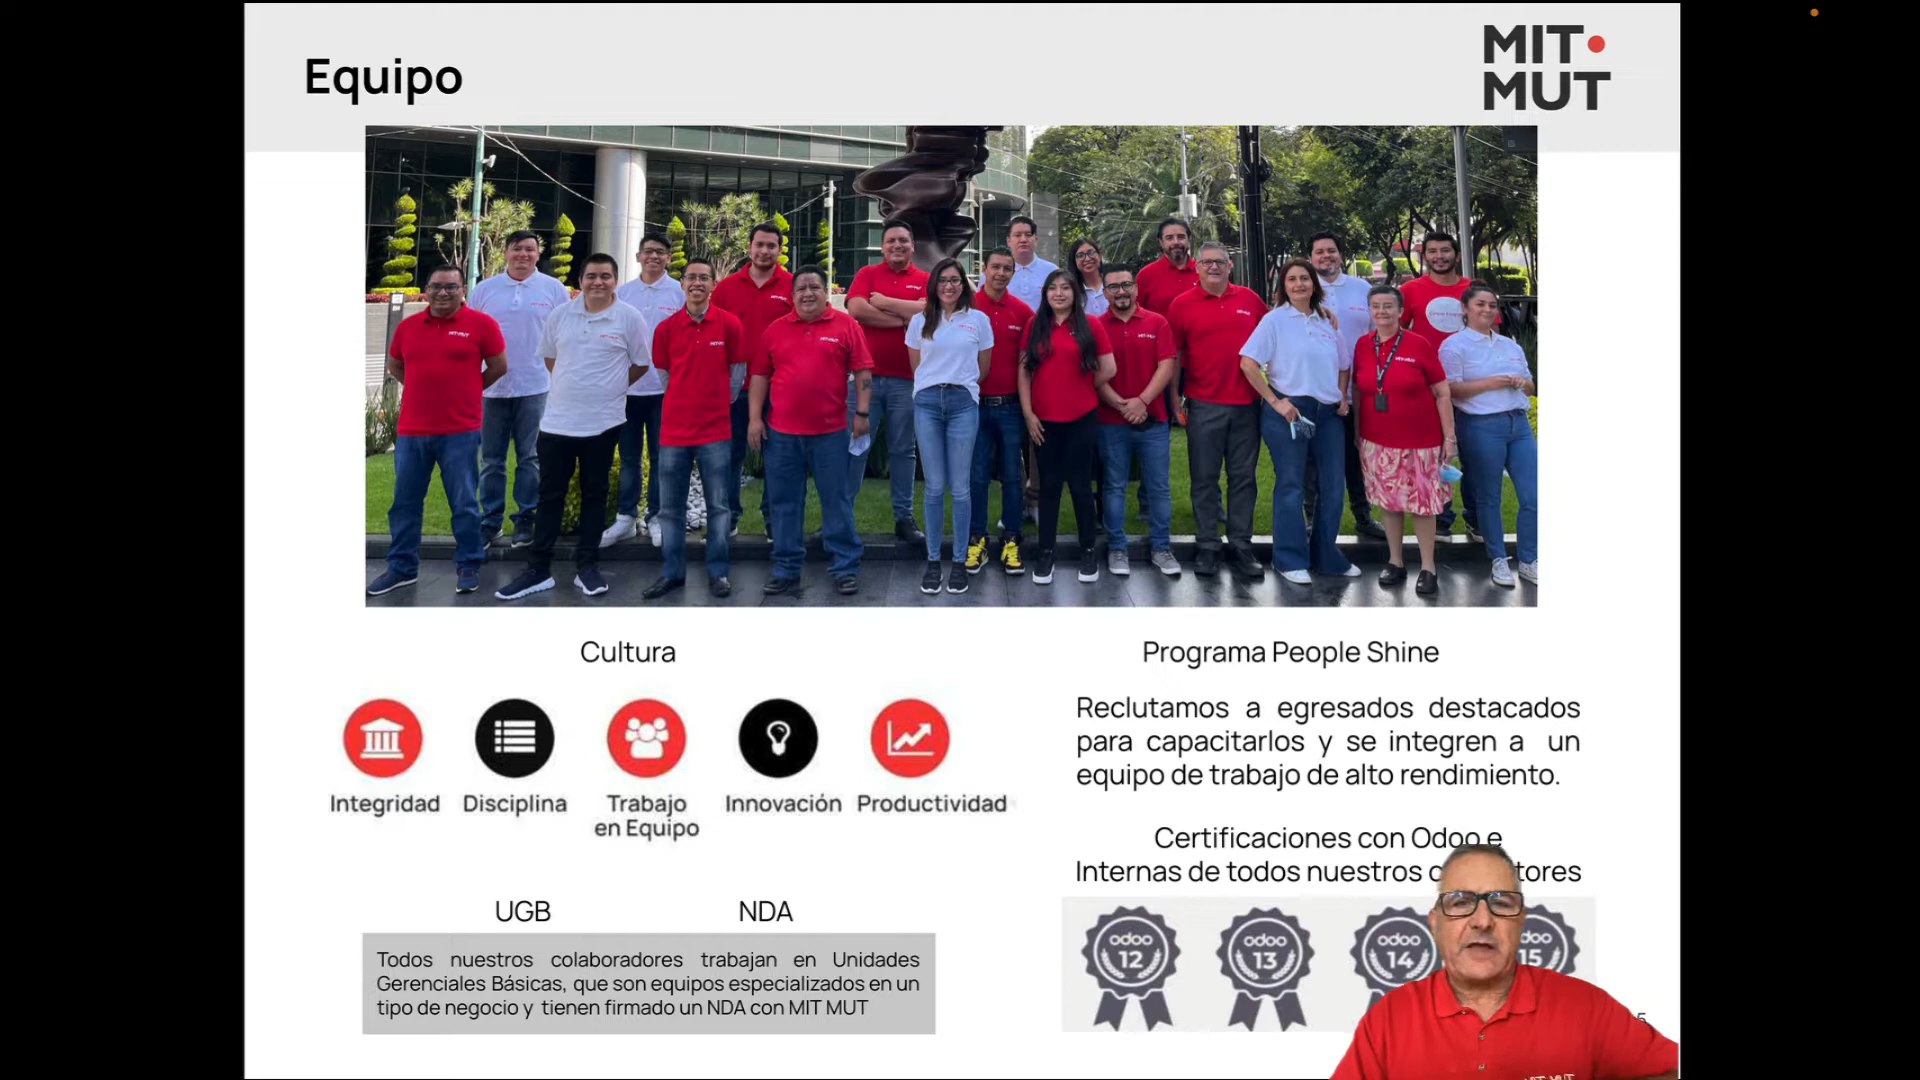 Equipo
MIT
MUT
Cultura
Integridad
Disciplina
Trabajo
en Equipo
Innovación
Productividad
UGB
NDA
Todos nuestros colaboradores trabajan en Unidades
Gerenciales Básicas, que son equipos especializados en un
tipo de negocio y tienen firmado un NDA con MIT MUT
Programa People Shine
Reclutamos a egresados destacados
para capacitarlos y se integren a un
equipo de trabajo de alto rendimiento.
Certificaciones con Odoo e
Internas de todos nuestros c tores
odoo
12
odoo
13
odoo
14
doo
15
5